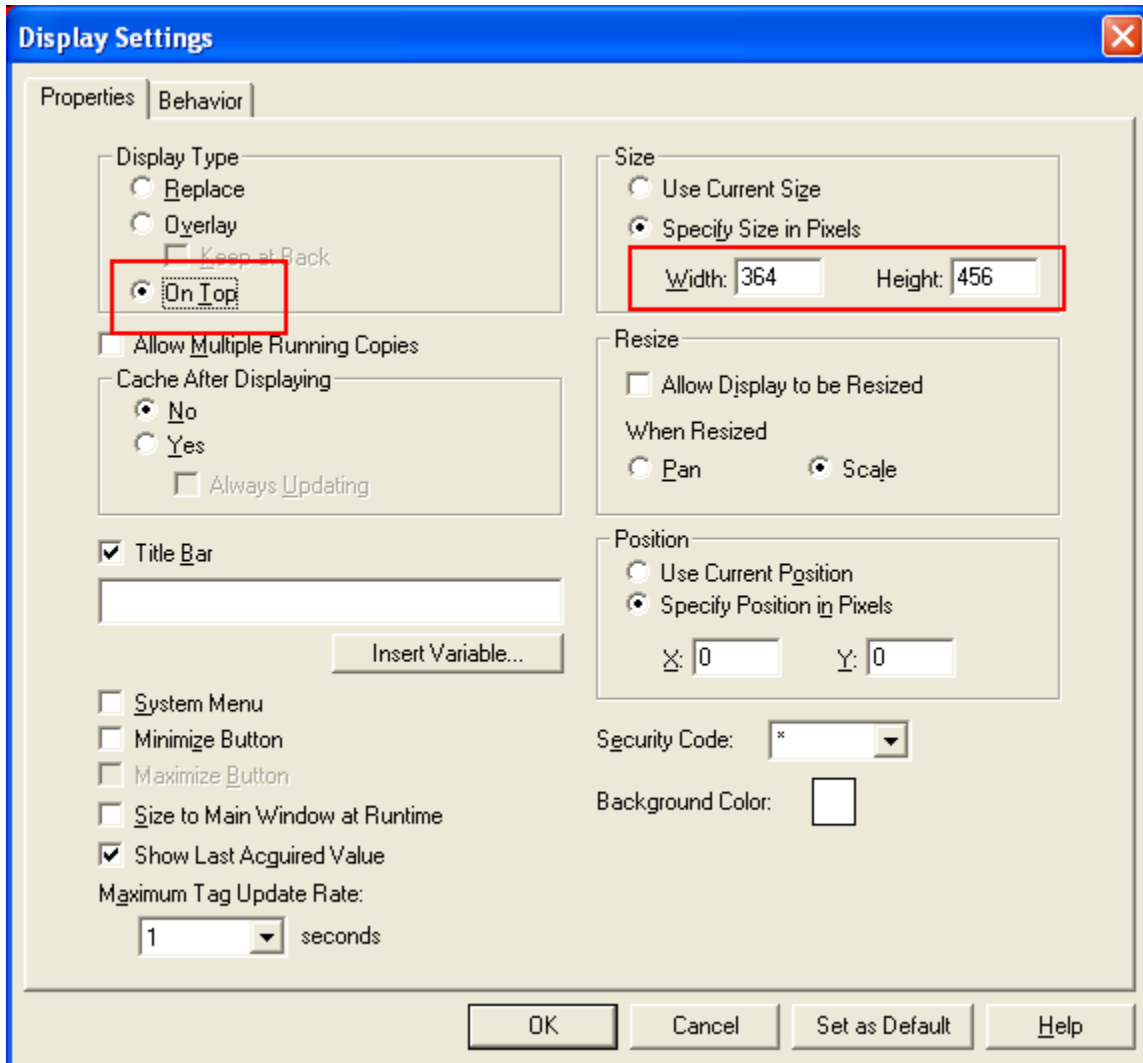 Display Settings
Properties
Behavior
Display Type
Replace
Overlay
Keep at Back
On Top
Allow Multiple Running Copies
Cache After Displaying
No
Yes
Always Updating
Title Bar
Insert Variable...
System Menu
Minimize Button
Maximize Button
Size to Main Window at Runtime
Show Last Acquired Value
Maximum Tag Update Rate:
1 seconds
Size
Use Current Size
Specify Size in Pixels
Width: 364 Height: 456
Resize
Allow Display to be Resized
When Resized
Pan Scale
Position
Use Current Position
Specify Position in Pixels
X: 0 Y: 0
Security Code: *
Background Color:
OK Cancel Set as Default Help